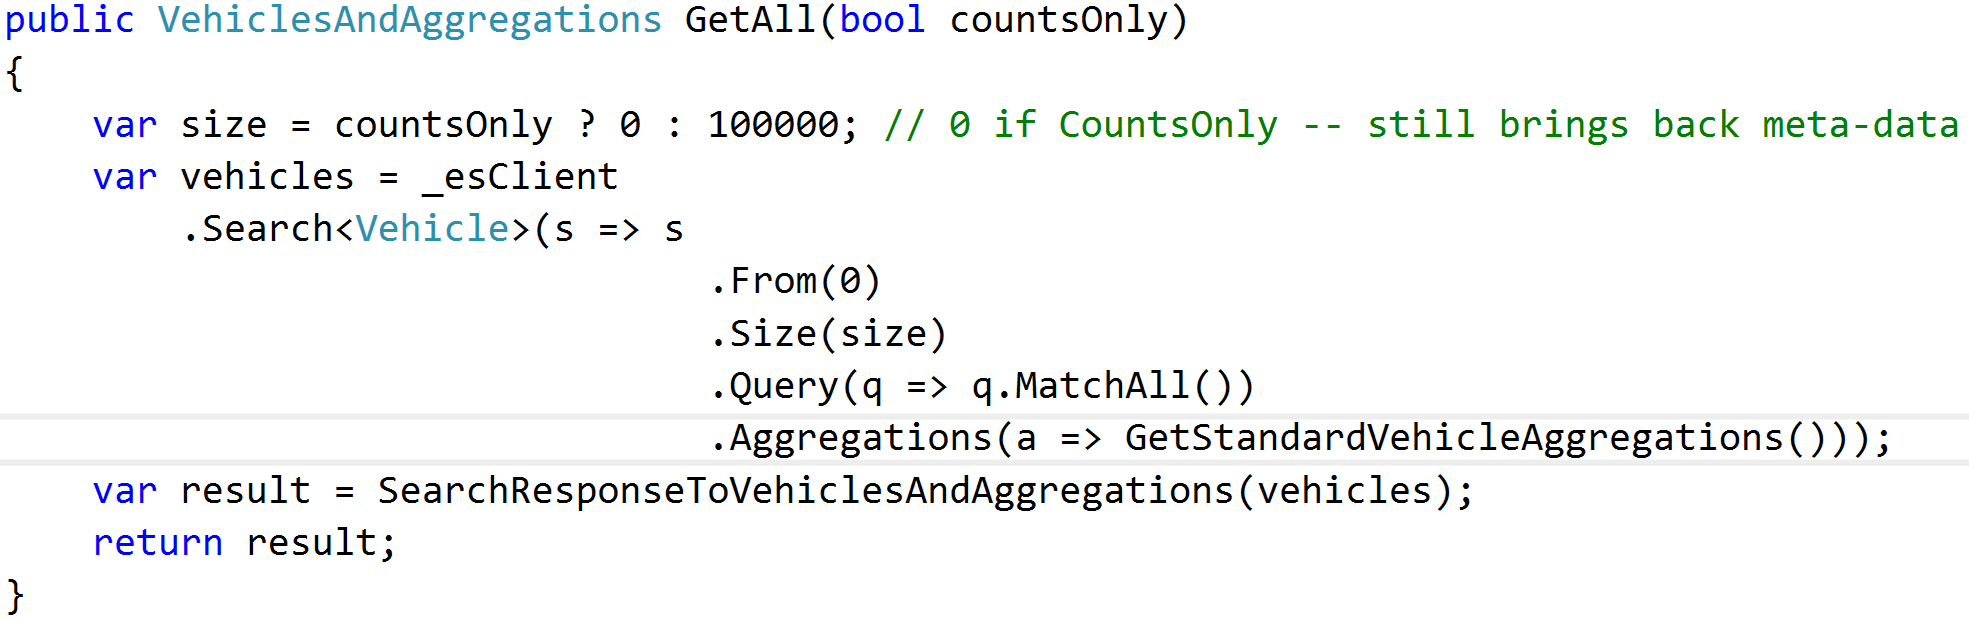 public VehiclesAndAggregations GetAll(bool countsOnly)
{
    var size = countsOnly ? 0 : 100000; // 0 if CountsOnly -- still brings back meta-data
    var vehicles = _esClient
        .Search<Vehicle>(s => s
                                .From(0)
                                .Size(size)
                                .Query(q => q.MatchAll())
                                .Aggregations(a => GetStandardVehicleAggregations()));
    var result = SearchResponseToVehiclesAndAggregations(vehicles);
    return result;
}